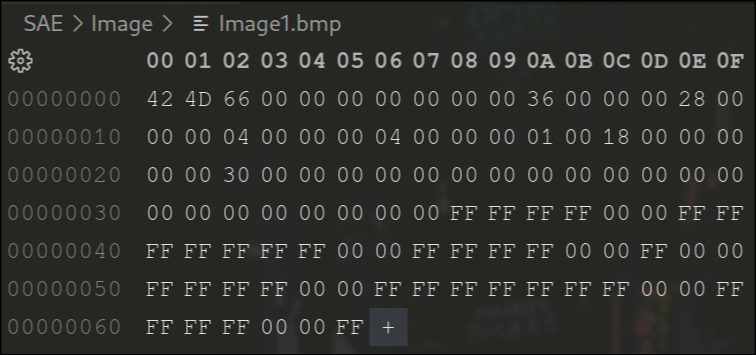 SAE > Image > Image1.bmp
00 01 02 03 04 05 06 07 08 09 0A 0B 0C 0D 0E 0F
00000000 42 4D 66 00 00 00 00 00 00 00 36 00 00 00 28 00
00000010 00 00 04 00 00 00 04 00 00 00 01 00 18 00 00 00
00000020 00 00 30 00 00 00 00 00 00 00 00 00 00 00 00 00
00000030 00 00 00 00 00 00 00 00 FF FF FF FF 00 00 FF FF
00000040 FF FF FF FF FF 00 00 FF FF FF FF 00 00 FF 00 00
00000050 FF FF FF FF 00 00 FF FF FF FF FF FF FF 00 00 FF
00000060 FF FF FF 00 00 FF +